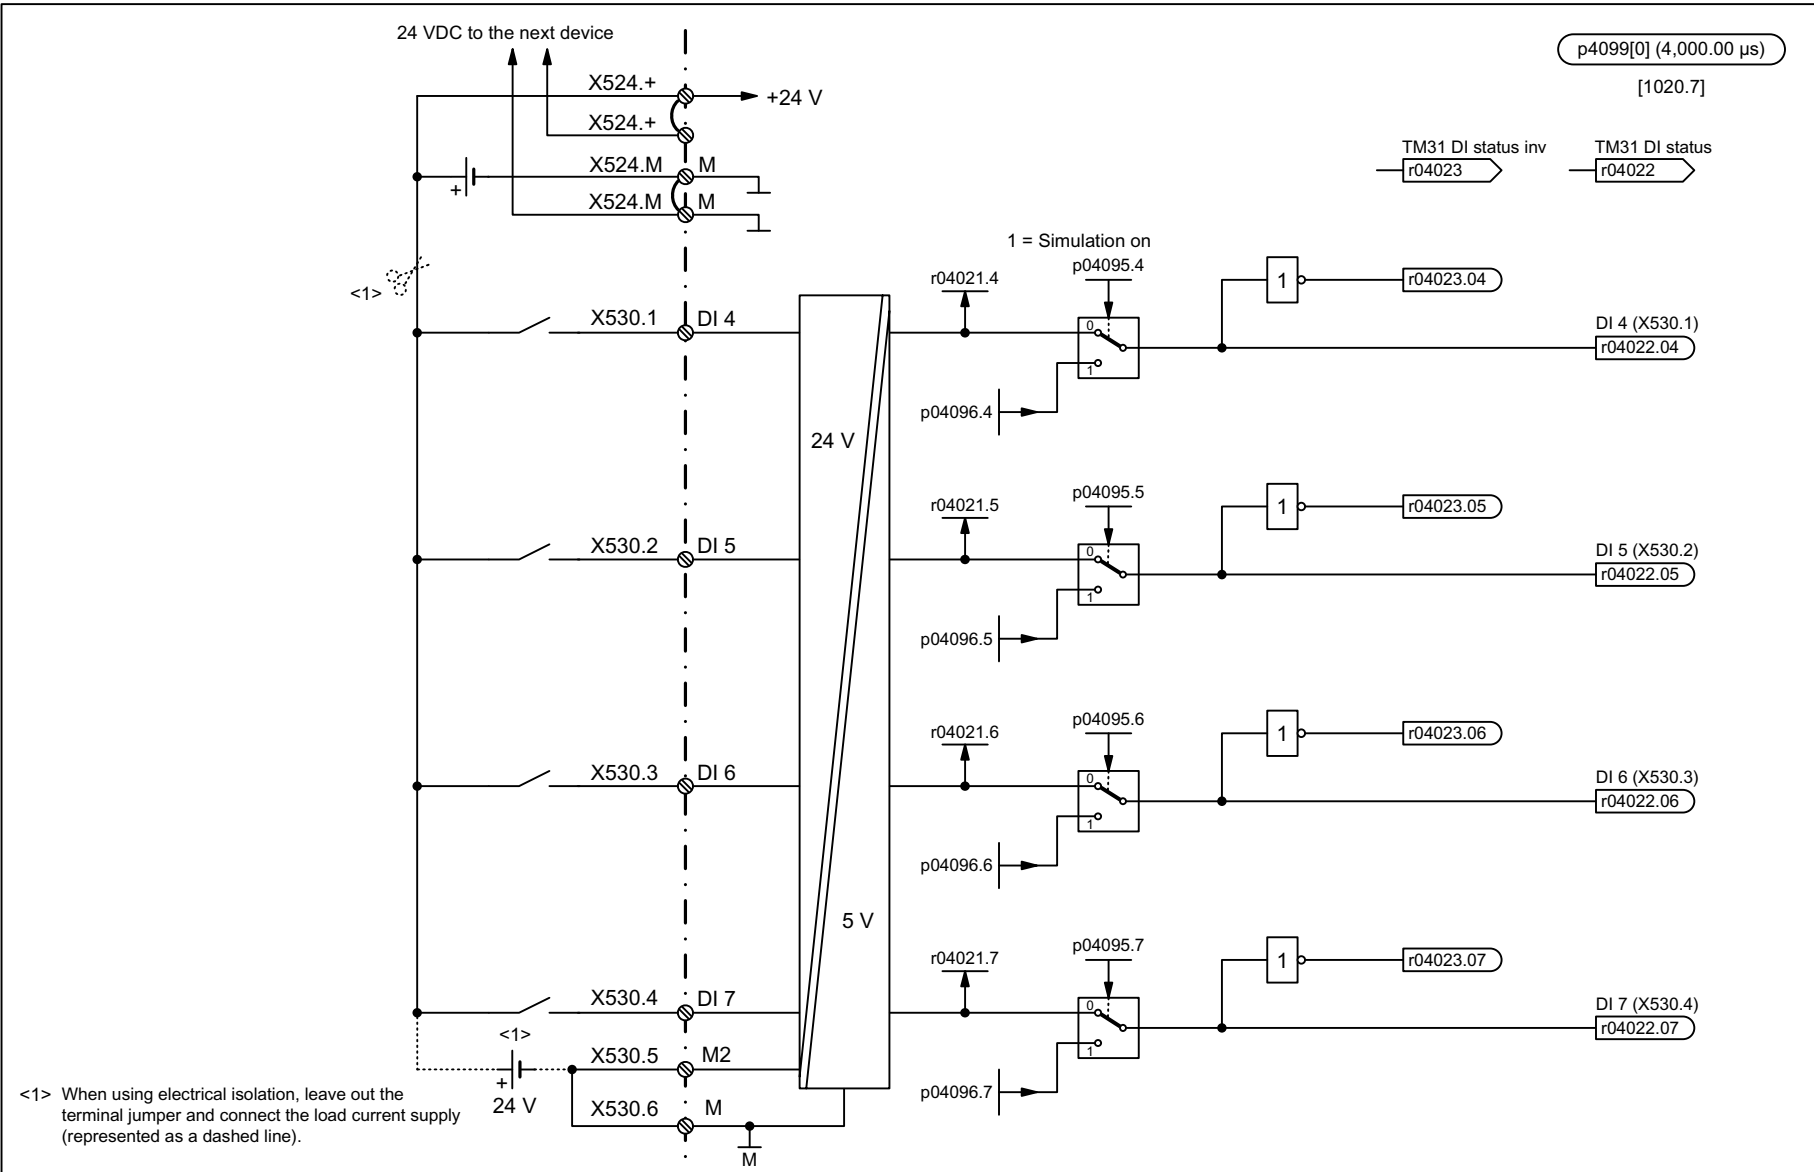 24 VDC to the next device
p4099[0] (4,000.00 µs)
[1020.7]
X524.+
+24 V
X524.+
X524.M
M
X524.M
M
TM31 DI status inv
TM31 DI status
r04023
r04022
1 = Simulation on
<1>
X530.1
DI 4
r04021.4
p04095.4
0
1
p04096.4
1
r04023.04
DI 4 (X530.1)
r04022.04
24 V
X530.2
DI 5
r04021.5
p04095.5
0
1
p04096.5
1
r04023.05
DI 5 (X530.2)
r04022.05
X530.3
DI 6
r04021.6
p04095.6
0
1
p04096.6
1
r04023.06
DI 6 (X530.3)
r04022.06
5 V
X530.4
DI 7
r04021.7
p04095.7
0
1
p04096.7
1
r04023.07
DI 7 (X530.4)
r04022.07
<1>
+
24 V
X530.5
M2
X530.6
M
M
+
<1> When using electrical isolation, leave out the
terminal jumper and connect the load current supply
(represented as a dashed line).